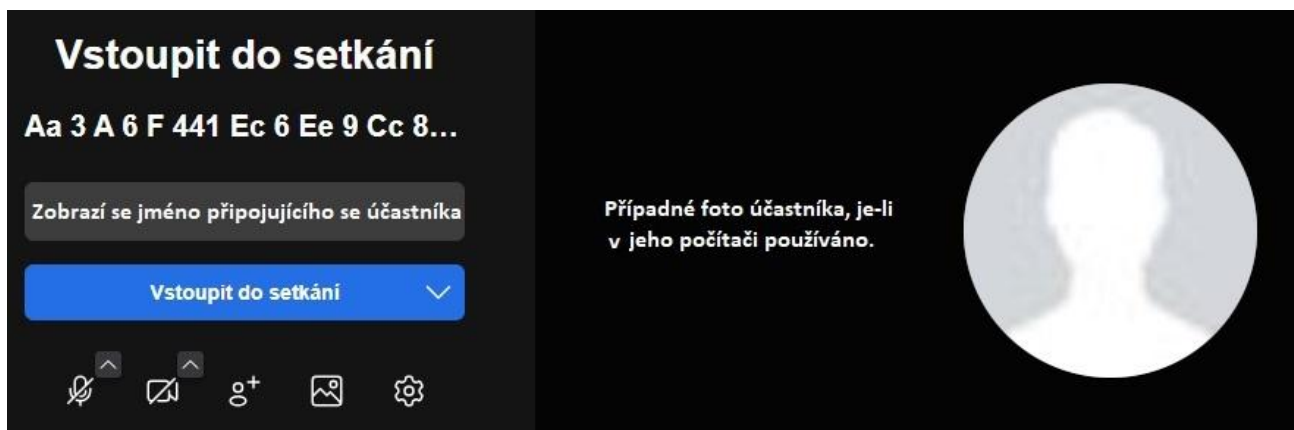 Vstoupit do setkání
Aa 3 A 6 F 441 Ec 6 Ee 9 Cc 8...
Zobrazí se jméno připojujícího se účastníka
Vstoupit do setkání
Případné foto účastníka, je-li
v jeho počítači používáno.